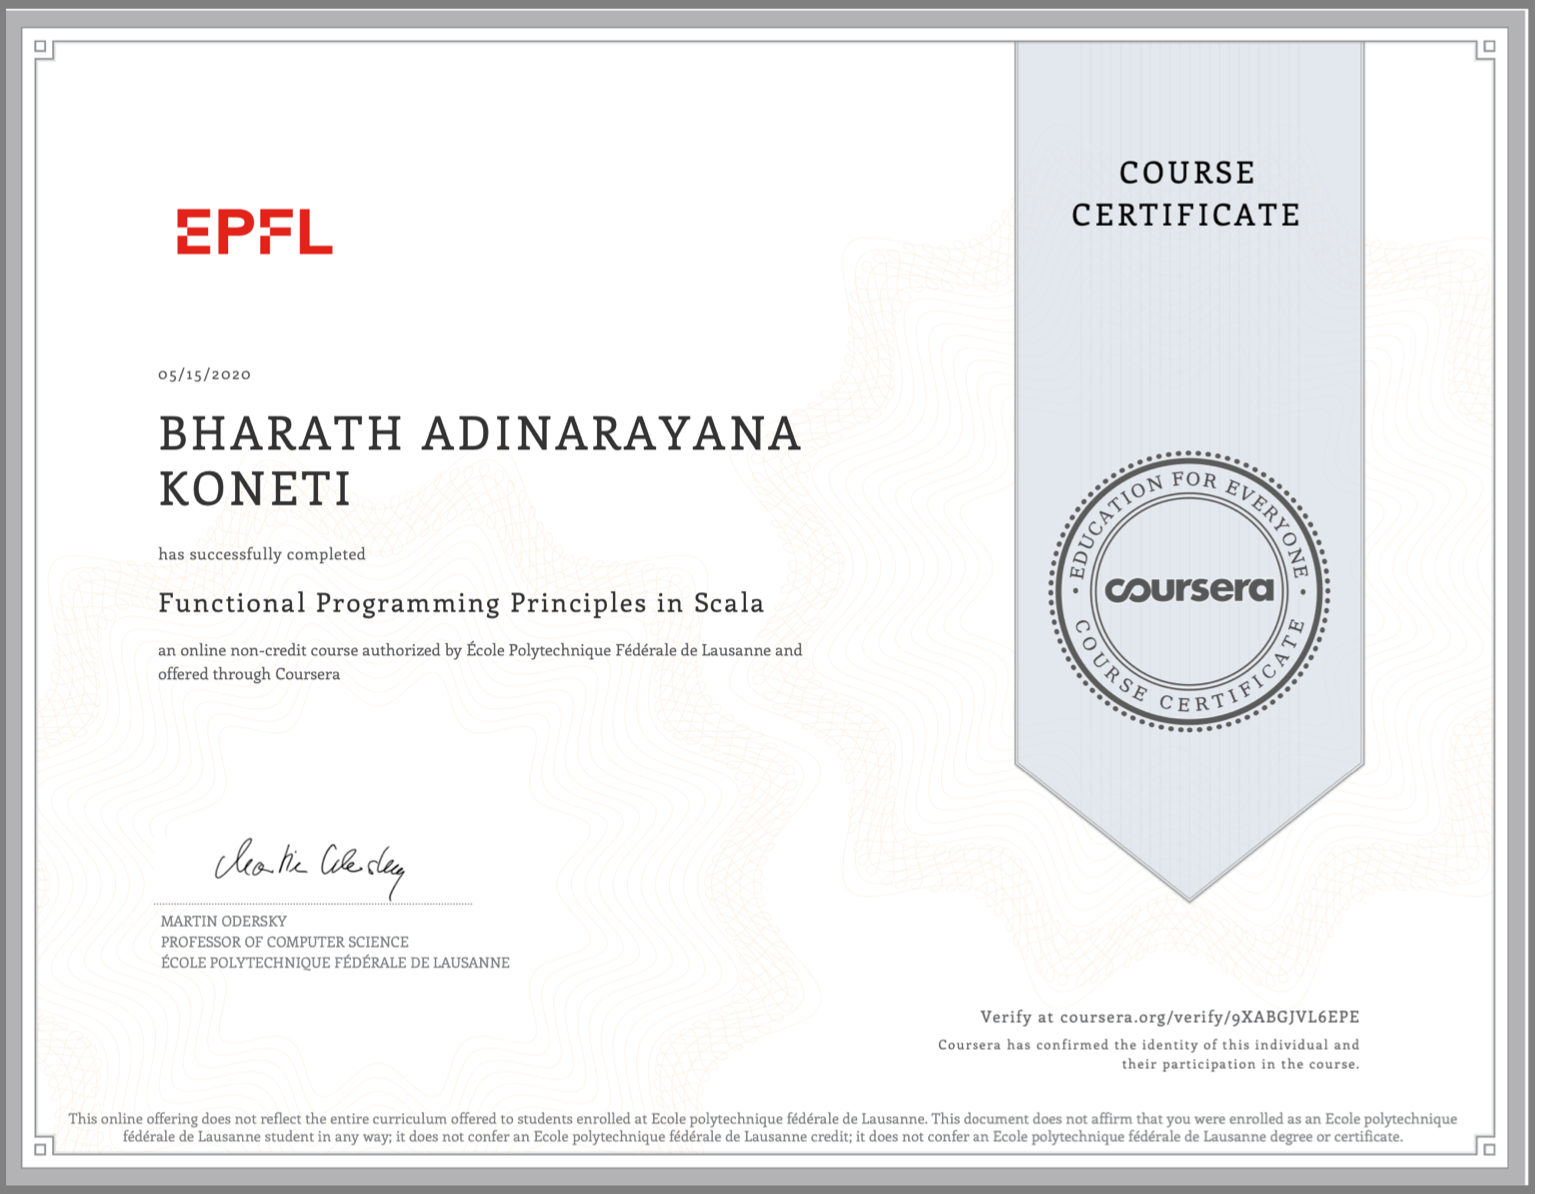 EPFL
COURSE
CERTIFICATE
05/15/2020
BHARATH ADINARAYANA
KONETI
has successfully completed
Functional Programming Principles in Scala
an online non-credit course authorized by École Polytechnique Fédérale de Lausanne and
offered through Coursera
EDUCATION FOR EVERYONE
coursera
COURSE CERTIFICATE
Martin Odersky
MARTIN ODERSKY
PROFESSOR OF COMPUTER SCIENCE
ÉCOLE POLYTECHNIQUE FÉDÉRALE DE LAUSANNE
Verify at coursera.org/verify/9XABGJVL6EPE
Coursera has confirmed the identity of this individual and
their participation in the course.
This online offering does not reflect the entire curriculum offered to students enrolled at Ecole polytechnique fédérale de Lausanne. This document does not affirm that you were enrolled as an Ecole polytechnique
fédérale de Lausanne student in any way; it does not confer an Ecole polytechnique fédérale de Lausanne credit; it does not confer an Ecole polytechnique fédérale de Lausanne degree or certificate.